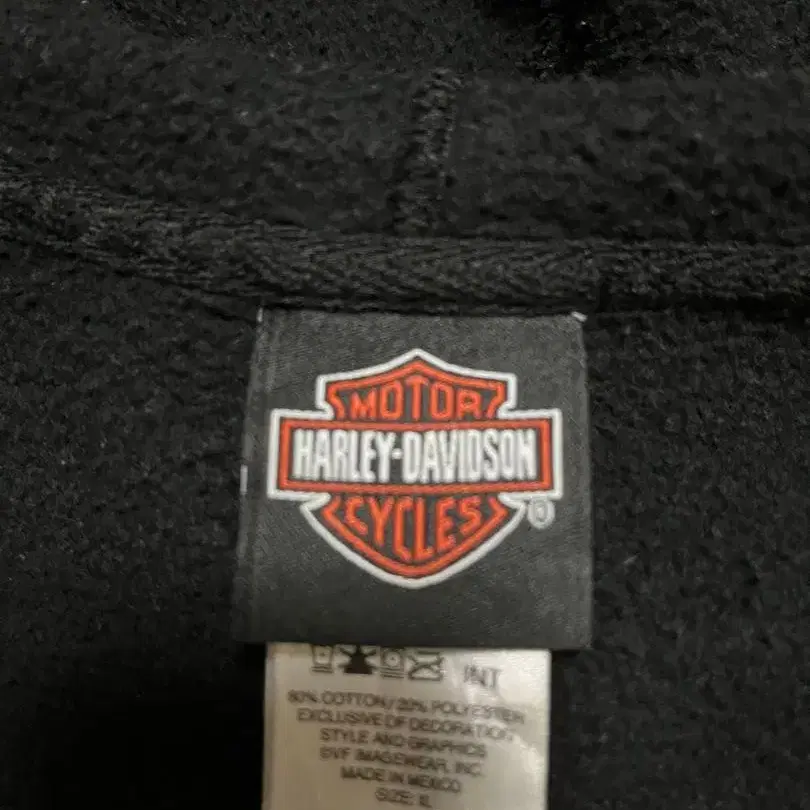 MOTOR
HARLEY-DAVIDSON
CYCLES
®
INT
80% COTTON/20% POLYESTER
EXCLUSIVE OF DECORATION
STYLE AND GRAPHICS
©VF IMAGEWEAR, INC.
MADE IN MEXICO
SIZE: XL